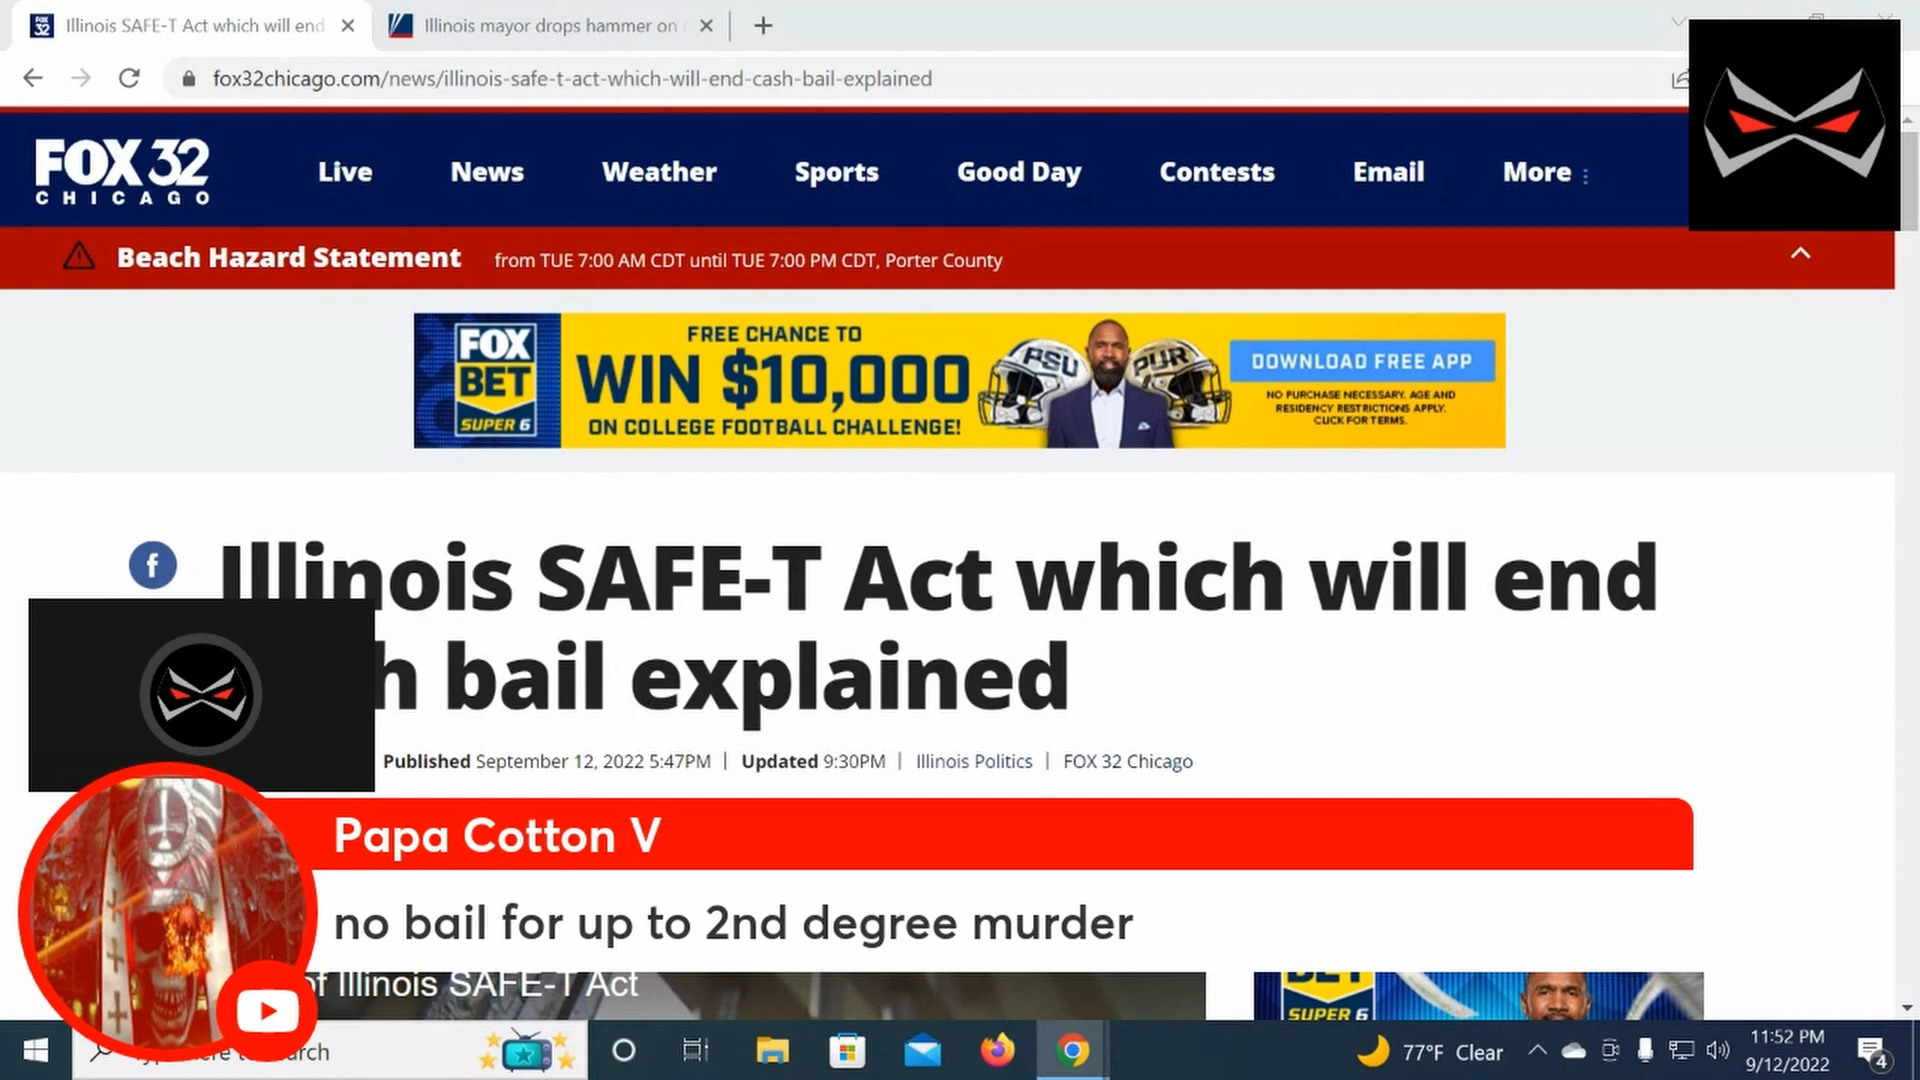 Illinois SAFE-T Act which will end
Illinois mayor drops hammer on
fox32chicago.com/news/illinois-safe-t-act-which-will-end-cash-bail-explained
FOX 32
CHICAGO
Live
News
Weather
Sports
Good Day
Contests
Email
More
Beach Hazard Statement
from TUE 7:00 AM CDT until TUE 7:00 PM CDT, Porter County
FOX
BET
SUPER 6
FREE CHANCE TO
WIN $10,000
ON COLLEGE FOOTBALL CHALLENGE!
PSU
PUR
DOWNLOAD FREE APP
NO PURCHASE NECESSARY. AGE AND
RESIDENCY RESTRICTIONS APPLY.
CLICK FOR TERMS.
f
Illinois SAFE-T Act which will end
h bail explained
Published September 12, 2022 5:47PM | Updated 9:30PM | Illinois Politics | FOX 32 Chicago
Papa Cotton V
no bail for up to 2nd degree murder
of Illinois SAFE-T Act
BET
SUPER 6
77°F Clear
11:52 PM
9/12/2022
4